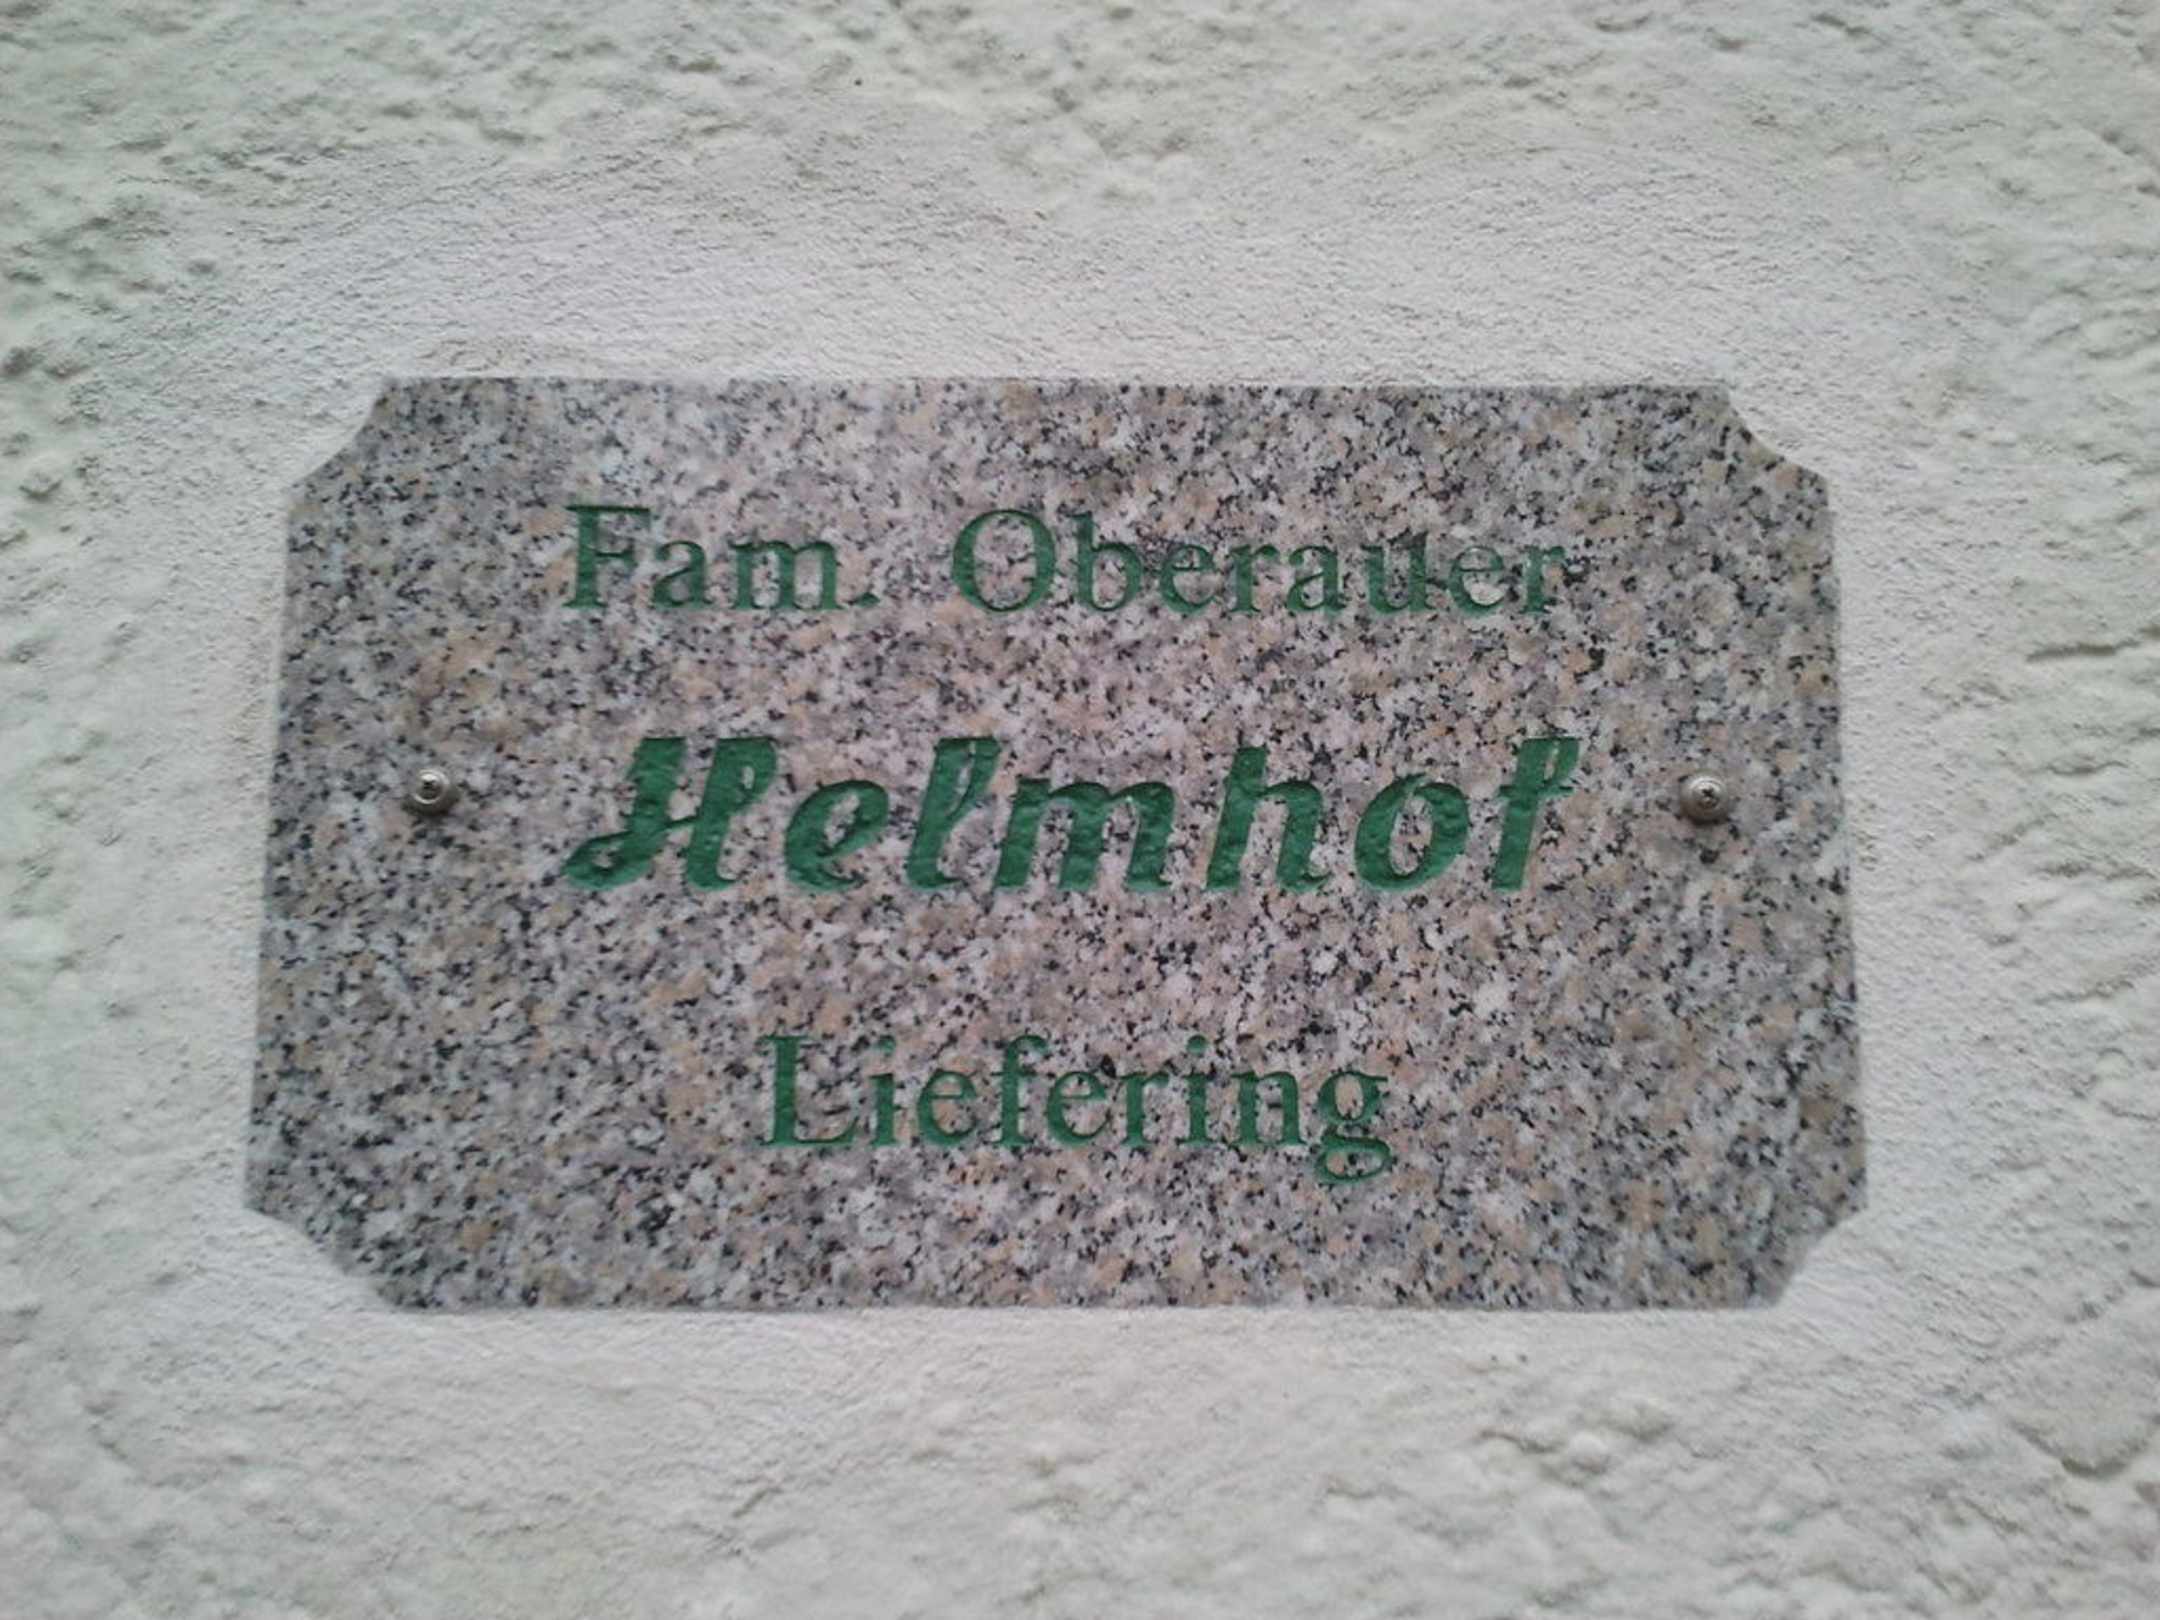 Fam. Oberauer
Helmhof
Liefering